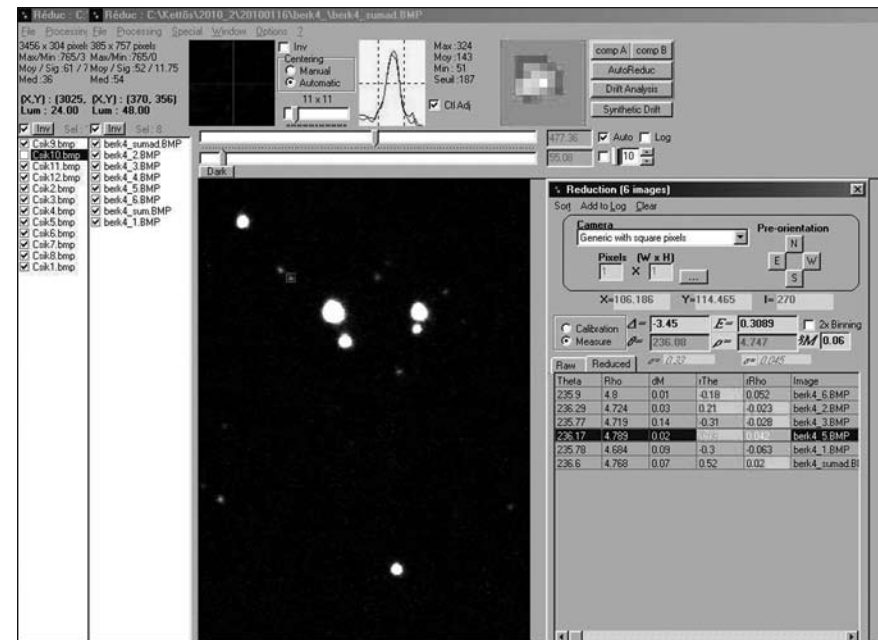 Réduc : C: Réduc : C:\Kettős\2010_2\20100116\berk4_\berk4_sumad.BMP
File Processing File Processing Special Window Options ?
3456 x 304 pixels 385 x 757 pixels
Max/Min :765/3 Max/Min :765/0
Moy / Sig :61 / 7 Moy / Sig :52 / 11.75
Med :36 Med :54
(X,Y) : (3025, (X,Y) : (370, 356)
Lum : 24.00 Lum : 48.00
Inv Sel : Inv Sel : 8
Csik9.bmp
Csik10.bmp
Csik11.bmp
Csik12.bmp
Csik2.bmp
Csik3.bmp
Csik4.bmp
Csik5.bmp
Csik6.bmp
Csik7.bmp
Csik8.bmp
Csik1.bmp
berk4_sumad.BMP
berk4_2.BMP
berk4_3.BMP
berk4_4.BMP
berk4_5.BMP
berk4_6.BMP
berk4_sum.BMP
berk4_1.BMP
Inv
Centering
Manual
Automatic
11 x 11
Max :324
Moy :143
Min : 51
Seuil :187
Ctl Adj
comp A comp B
AutoReduc
Drift Analysis
Synthetic Drift
477.36 Auto Log
55.08 10
Dark
Reduction (6 images)
Sort Add to Log Clear
Camera
Generic with square pixels
Pixels (W x H)
1 X 1 ...
Pre-orientation
N
E W
S
X=106.186 Y=114.465 I= 270
Calibration Δ= -3.45 E= 0.3089 2x Binning
Measure θ= 236.08 ρ= 4.747 δM 0.06
Raw Reduced σ= 0.33 σ= 0.045
Theta Rho dM rThe rRho Image
235.9 4.8 0.01 -0.18 0.052 berk4_6.BMP
236.29 4.724 0.03 0.21 -0.023 berk4_2.BMP
235.77 4.719 0.14 -0.31 -0.028 berk4_3.BMP
236.17 4.789 0.02 0.042 berk4_5.BMP
235.78 4.684 0.09 -0.3 -0.063 berk4_1.BMP
236.6 4.768 0.07 0.52 0.02 berk4_sumad.B